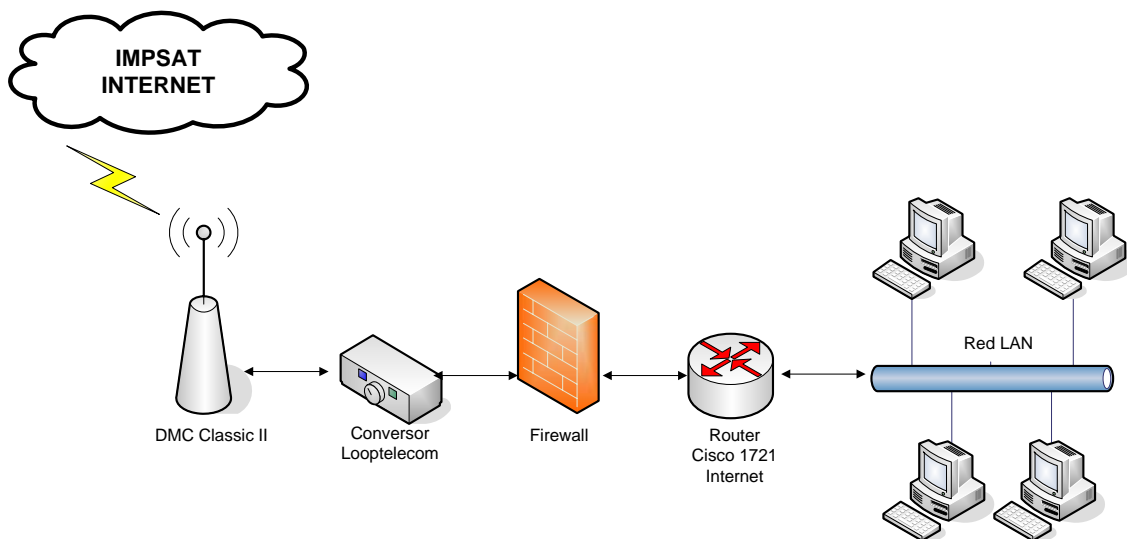 IMPSAT
INTERNET
Red LAN
DMC Classic II
Conversor
Looptelecom
Firewall
Router
Cisco 1721
Internet